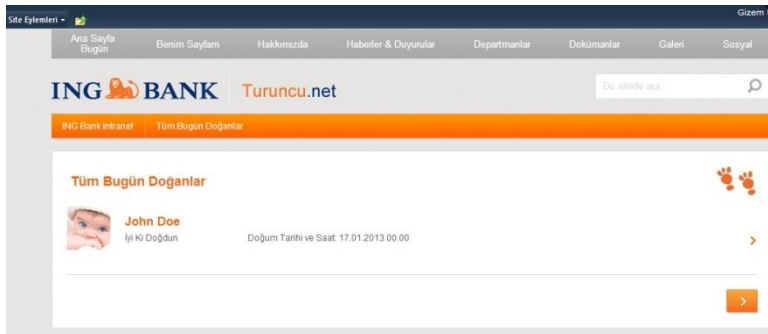 Site Eylemleri
Gizem
Ana Sayfa Bugün
Benim Sayfam
Hakkımızda
Haberler & Duyurular
Departmanlar
Dokümanlar
Galeri
Sosyal
ING BANK
Turuncu.net
Bu sitede ara...
ING Bank Intranet
Tüm Bugün Doğanlar
Tüm Bugün Doğanlar
John Doe
İyi Ki Doğdun
Doğum Tarihi ve Saat: 17.01.2013 00.00